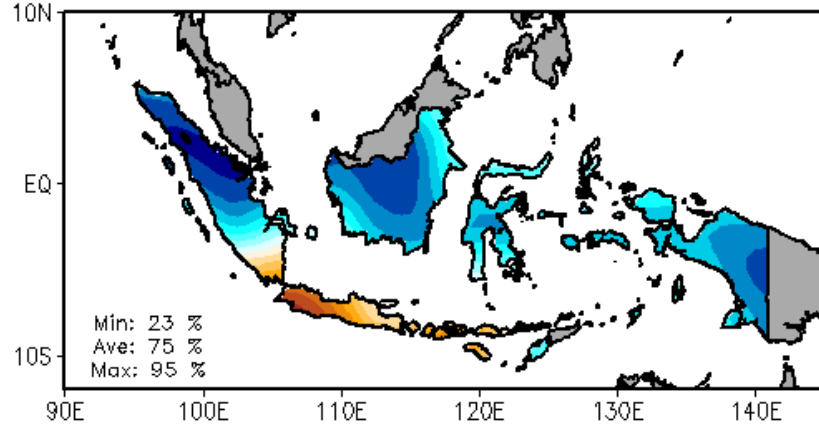 10N
EQ
10S
Min: 23 %
Ave: 75 %
Max: 95 %
90E 100E 110E 120E 130E 140E